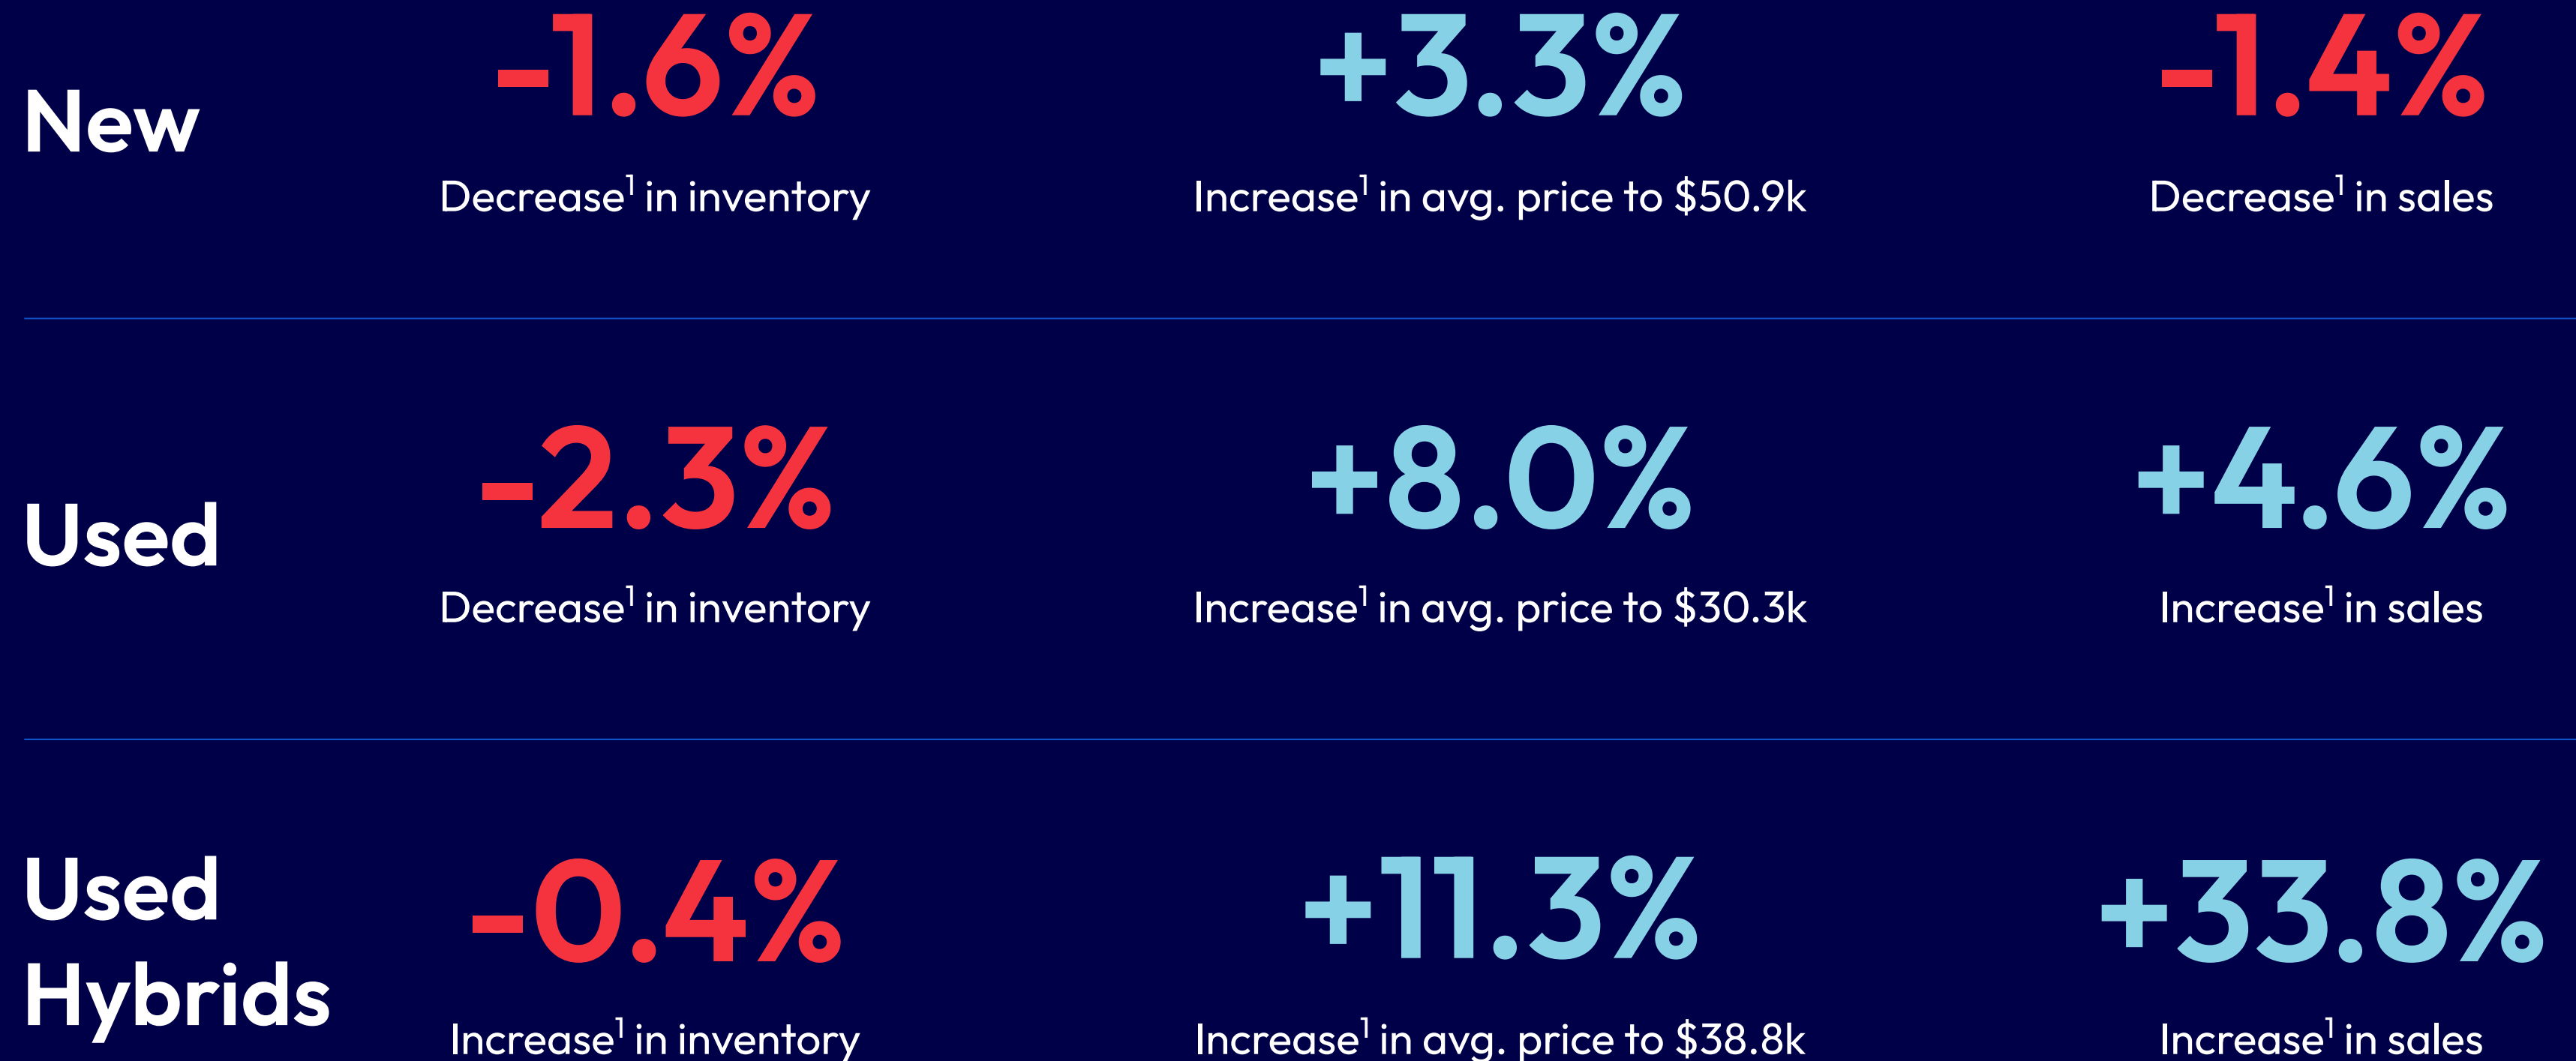 New
-1.6%
Decrease¹ in inventory
+3.3%
Increase¹ in avg. price to $50.9k
-1.4%
Decrease¹ in sales
Used
-2.3%
Decrease¹ in inventory
+8.0%
Increase¹ in avg. price to $30.3k
+4.6%
Increase¹ in sales
Used
Hybrids
-0.4%
Increase¹ in inventory
+11.3%
Increase¹ in avg. price to $38.8k
+33.8%
Increase¹ in sales